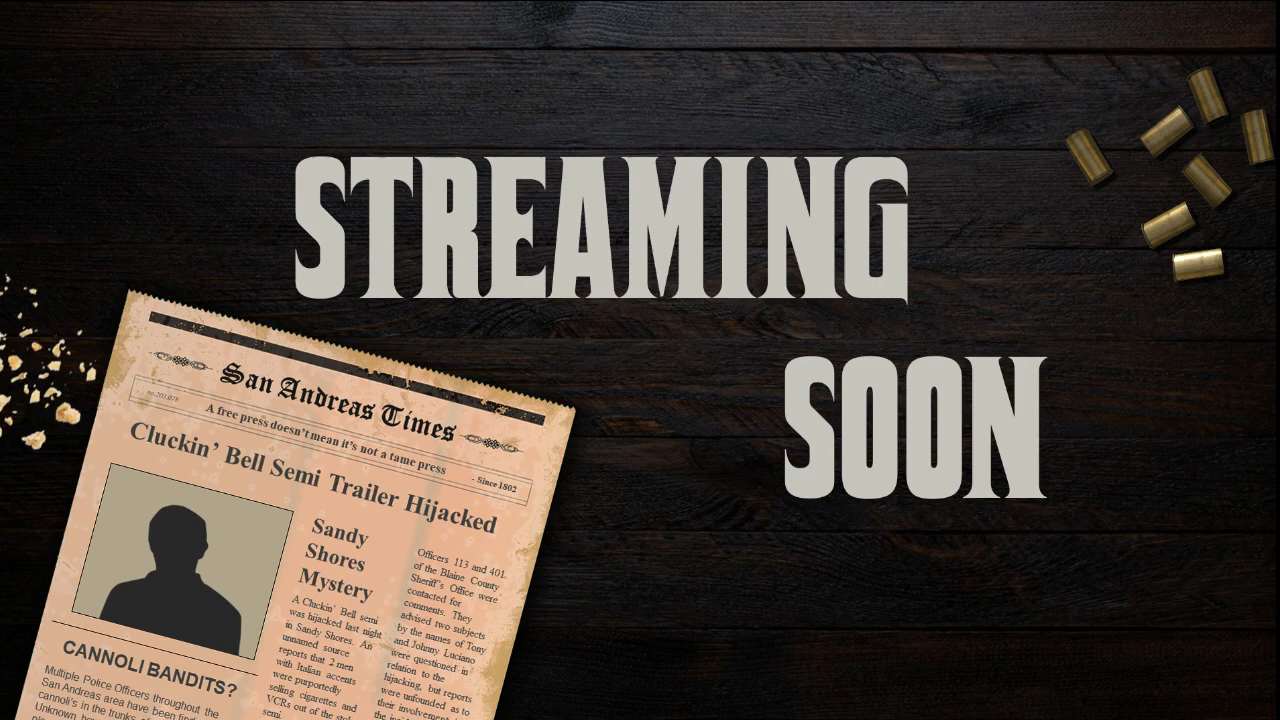 STREAMING
SOON
San Andreas Times
no.203.078
A free press doesn't mean it's not a tame press
- Since 1802
Cluckin' Bell Semi Trailer Hijacked
Sandy
Shores
Mystery
A Cluckin' Bell semi
was hijacked last night
in Sandy Shores. An
unnamed source
reports that 2 men
with Italian accents
were purportedly
selling cigarettes and
VCRs out of the
semi.
Officers 113 and 401
of the Blaine County
Sheriff's Office were
contacted for
comments. They
advised two subjects
by the names of Tony
and Johnny Luciano
were questioned in
relation to the
hijacking, but reports
were unfounded as to
their involvement
CANNOLI BANDITS?
Multiple Police Officers throughout the
San Andreas area have been
cannoli's in the trunks
Unknown